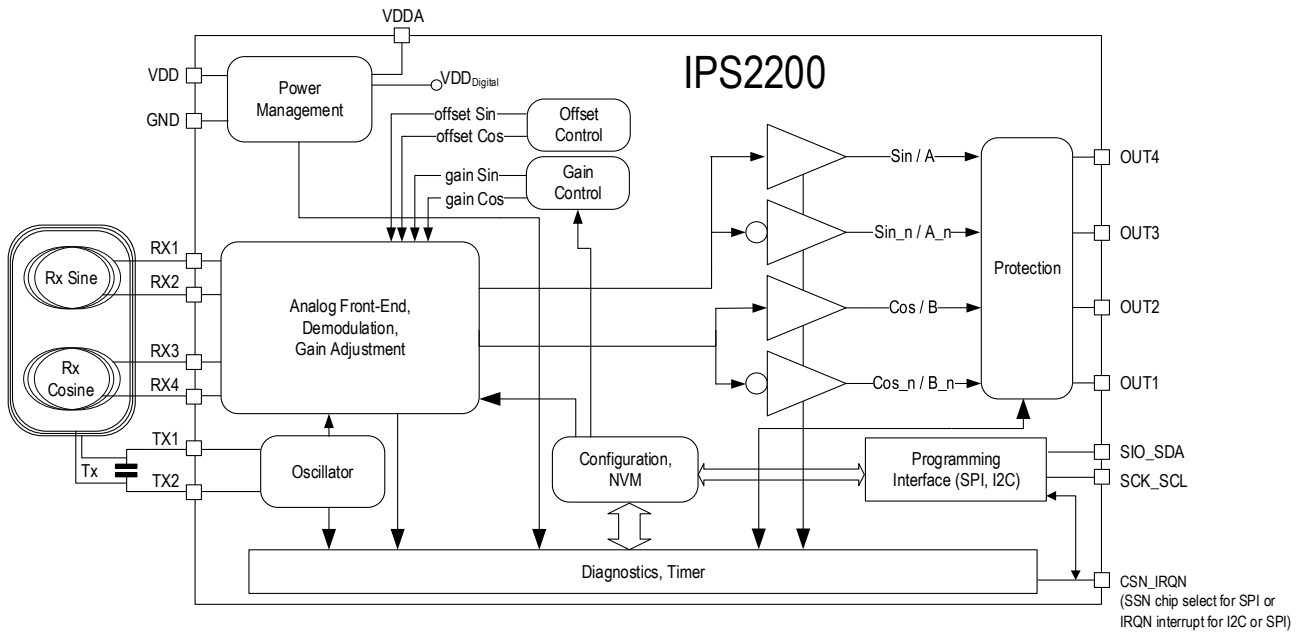 VDDA
IPS2200
VDD
GND
Power
Management
VDDDigital
offset Sin
offset Cos
Offset
Control
gain Sin
gain Cos
Gain
Control
Sin / A
Sin_n / A_n
Cos / B
Cos_n / B_n
Protection
OUT4
OUT3
OUT2
OUT1
Rx Sine
Rx
Cosine
RX1
RX2
RX3
RX4
Analog Front-End,
Demodulation,
Gain Adjustment
TX1
Tx
TX2
Oscillator
Configuration,
NVM
Programming
Interface (SPI, I2C)
SIO_SDA
SCK_SCL
Diagnostics, Timer
CSN_IRQN
(SSN chip select for SPI or
IRQN interrupt for I2C or SPI)